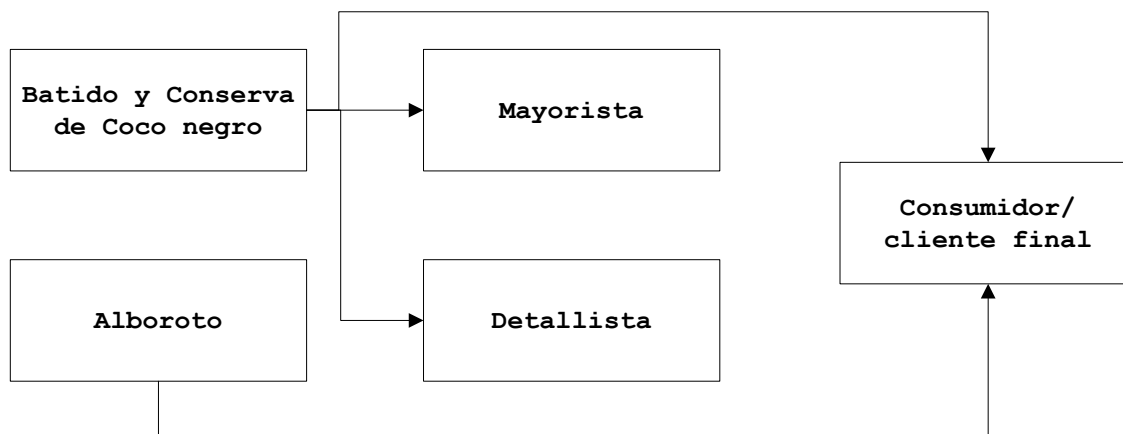 Batido y Conserva
de Coco negro
Mayorista
Consumidor/
cliente final
Alboroto
Detallista